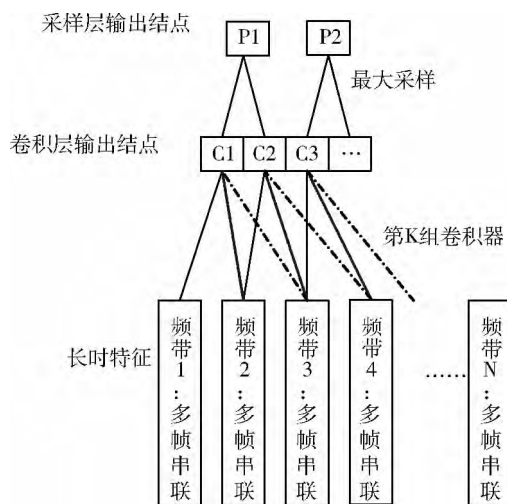 采样层输出结点
P1
P2
最大采样
卷积层输出结点
C1
C2
C3
…
第K组卷积器
长时特征
频带1:多帧串联
频带2:多帧串联
频带3:多帧串联
频带4:多帧串联
……
频带N:多帧串联